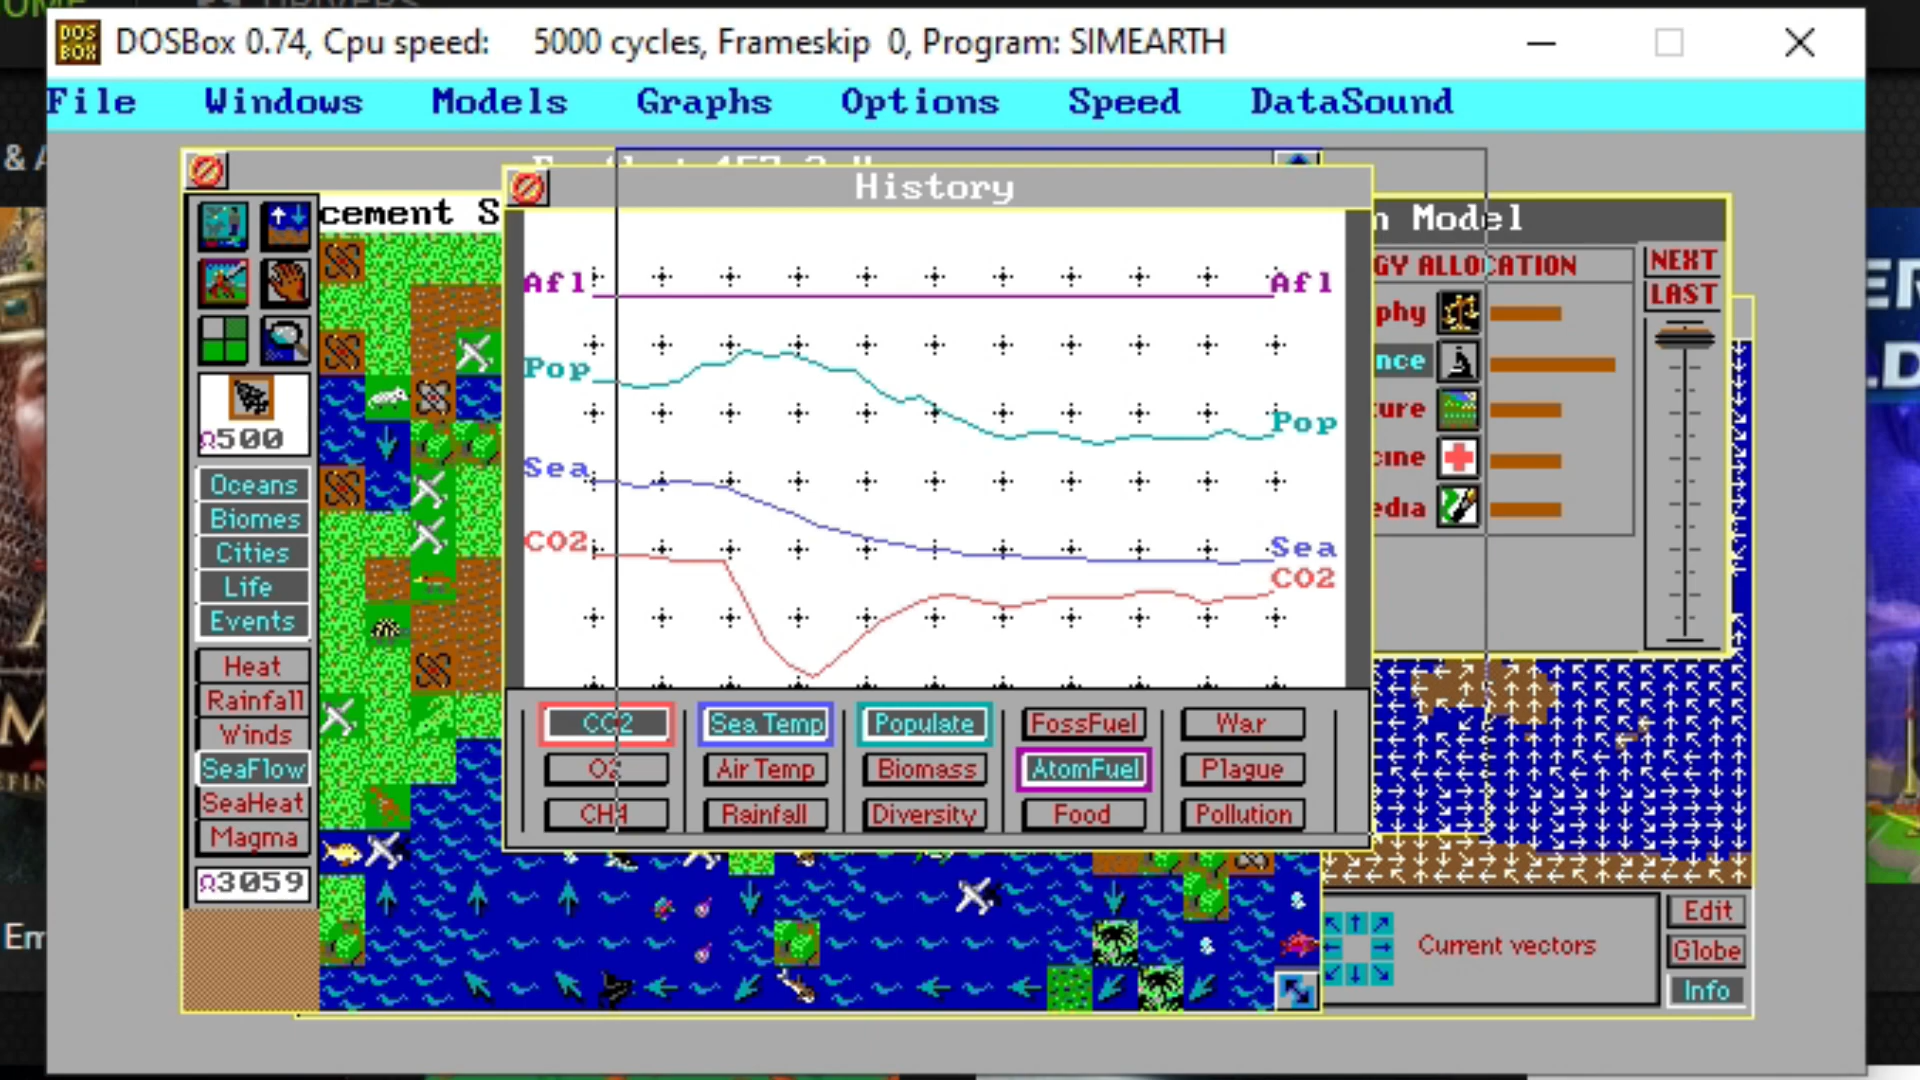 DOS BOX
DOSBox 0.74, Cpu speed: 5000 cycles, Frameskip 0, Program: SIMEARTH
File Windows Models Graphs Options Speed DataSound
cement S
History
n Model
GY ALLOCATION
NEXT
LAST
phy
nce
ure
cine
edia
Afl
Afl
Pop
Pop
Sea
Sea
CO2
CO2
Ω500
Oceans
Biomes
Cities
Life
Events
Heat
Rainfall
Winds
SeaFlow
SeaHeat
Magma
Ω3059
CO2 Sea Temp Populate FossFuel War
O2 Air Temp Biomass AtomFuel Plague
CH4 Rainfall Diversity Food Pollution
Current vectors
Edit
Globe
Info
& A
Em